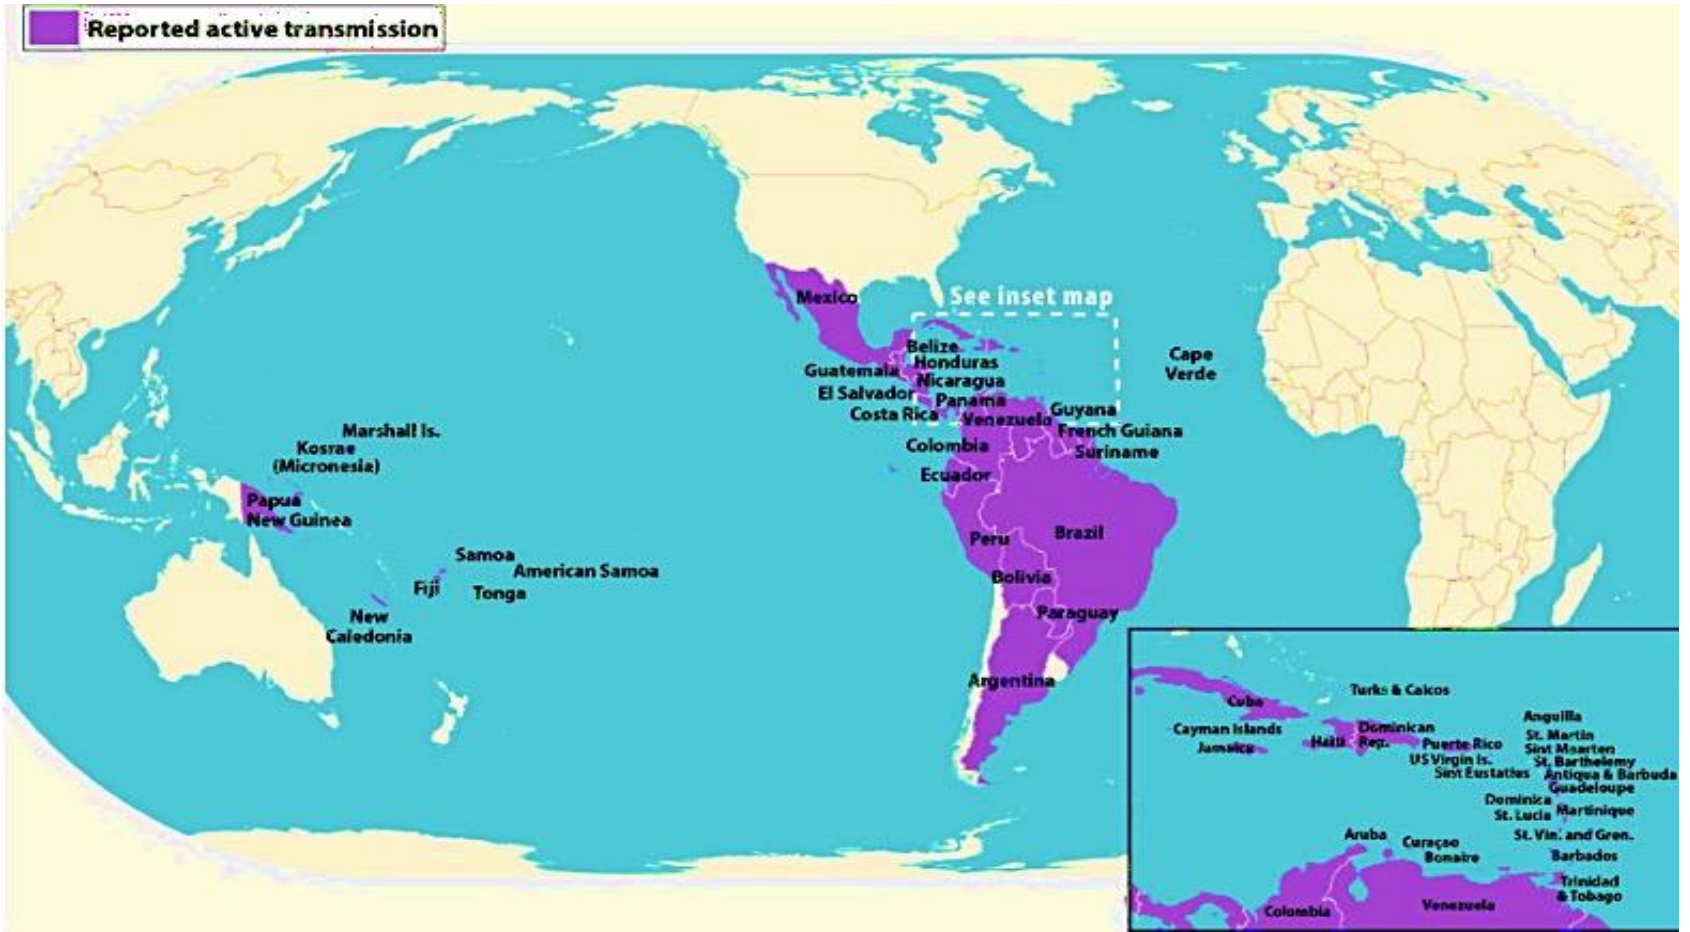 Reported active transmission
See inset map
Mexico
Belize
Honduras
Guatemala
Nicaragua
El Salvador
Panama
Costa Rica
Venezuela
Guyana
French Guiana
Colombia
Suriname
Ecuador
Peru
Brazil
Bolivia
Paraguay
Argentina
Cape
Verde
Marshall Is.
Kosrae
(Micronesia)
Papua
New Guinea
Samoa
American Samoa
Fiji
Tonga
New
Caledonia
Cuba
Turks & Caicos
Cayman Islands
Jamaica
Haiti
Dominican
Rep.
Puerto Rico
US Virgin Is.
Sint Eustatius
Anguilla
St. Martin
Sint Maarten
St. Barthelemy
Antigua & Barbuda
Guadeloupe
Dominica
Martinique
St. Lucia
St. Vin. and Gren.
Barbados
Aruba
Curaçao
Bonaire
Trinidad
& Tobago
Colombia
Venezuela